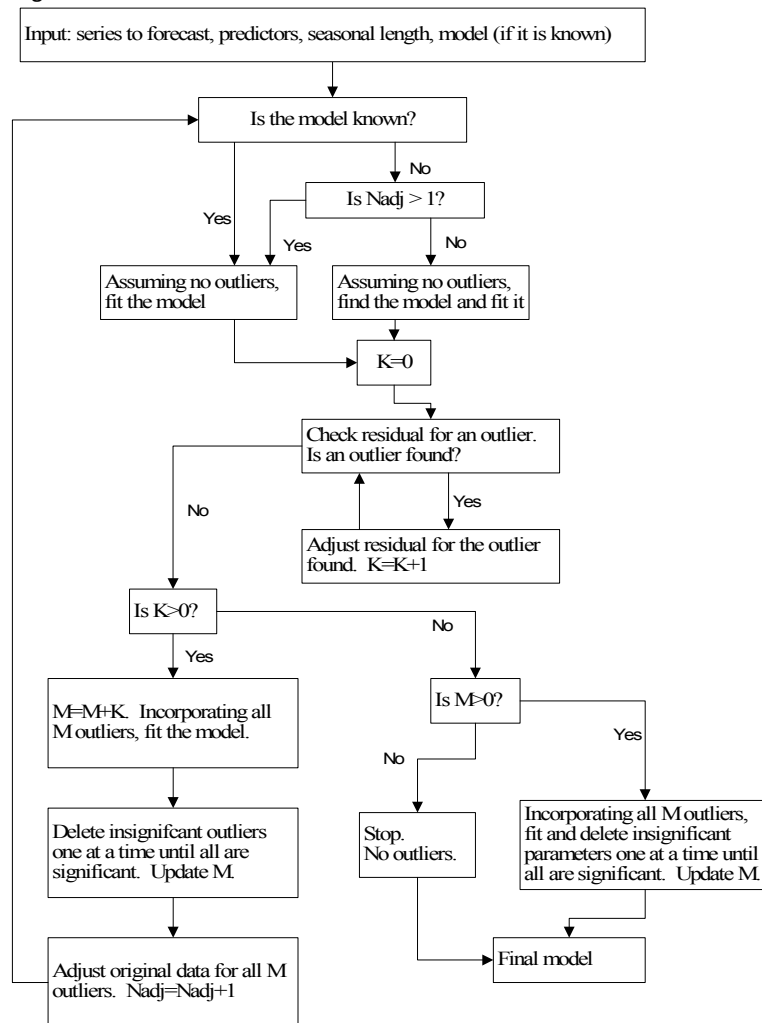 Input: series to forecast, predictors, seasonal length, model (if it is known)
Is the model known?
No
Is Nadj > 1?
Yes
Yes
No
Assuming no outliers,
fit the model
Assuming no outliers,
find the model and fit it
K=0
Check residual for an outlier.
Is an outlier found?
Yes
No
Adjust residual for the outlier
found. K=K+1
Is K>0?
No
Yes
Is M>0?
M=M+K. Incorporating all
M outliers, fit the model.
Yes
No
Delete insignifcant outliers
one at a time until all are
significant. Update M.
Stop.
No outliers.
Incorporating all M outliers,
fit and delete insignificant
parameters one at a time until
all are significant. Update M.
Adjust original data for all M
outliers. Nadj=Nadj+1
Final model